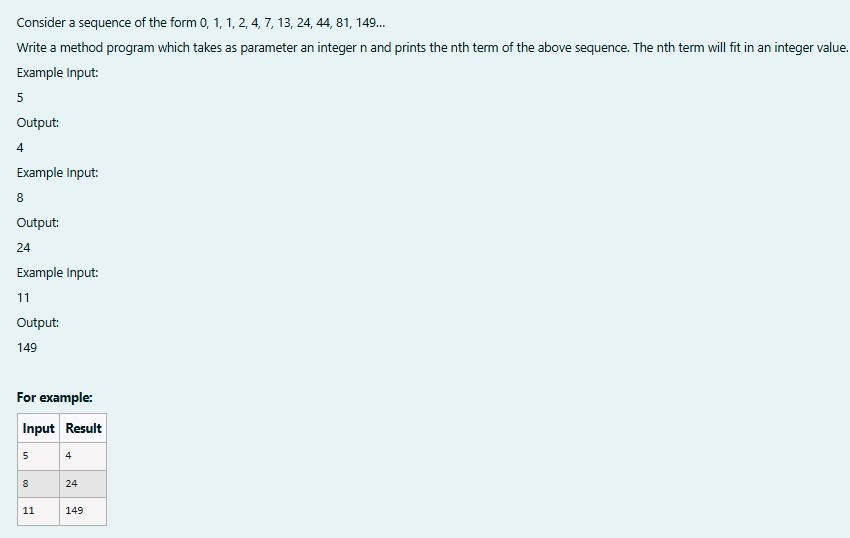 Consider a sequence of the form 0, 1, 1, 2, 4, 7, 13, 24, 44, 81, 149...
Write a method program which takes as parameter an integer n and prints the nth term of the above sequence. The nth term will fit in an integer value.
Example Input:
5
Output:
4
Example Input:
8
Output:
24
Example Input:
11
Output:
149
For example:
Input Result
5 4
8 24
11 149